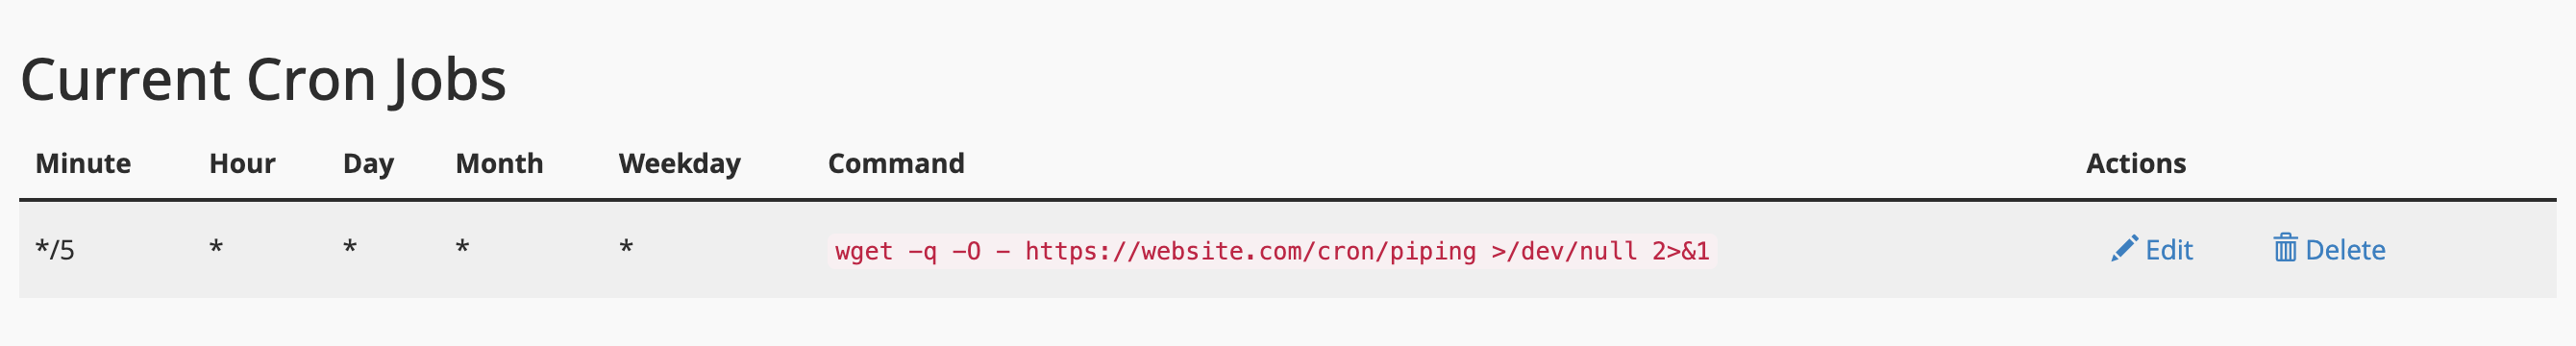 Current Cron Jobs
Minute Hour Day Month Weekday Command Actions
*/5 * * * * wget -q -O - https://website.com/cron/piping >/dev/null 2>&1 Edit Delete